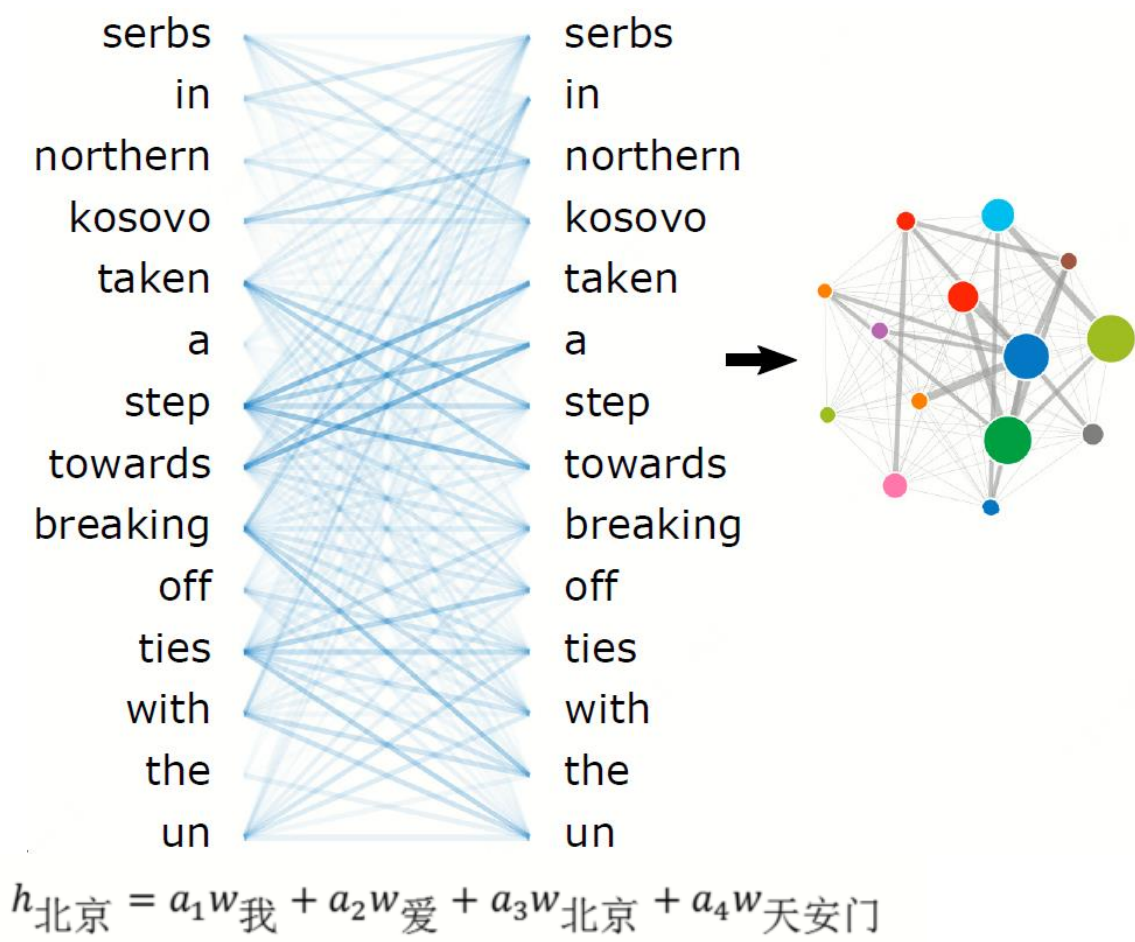 serbs serbs
in in
northern northern
kosovo kosovo
taken taken
a a
step step
towards towards
breaking breaking
off off
ties ties
with with
the the
un un
h北京 = a₁w我 + a₂w爱 + a₃w北京 + a₄w天安门